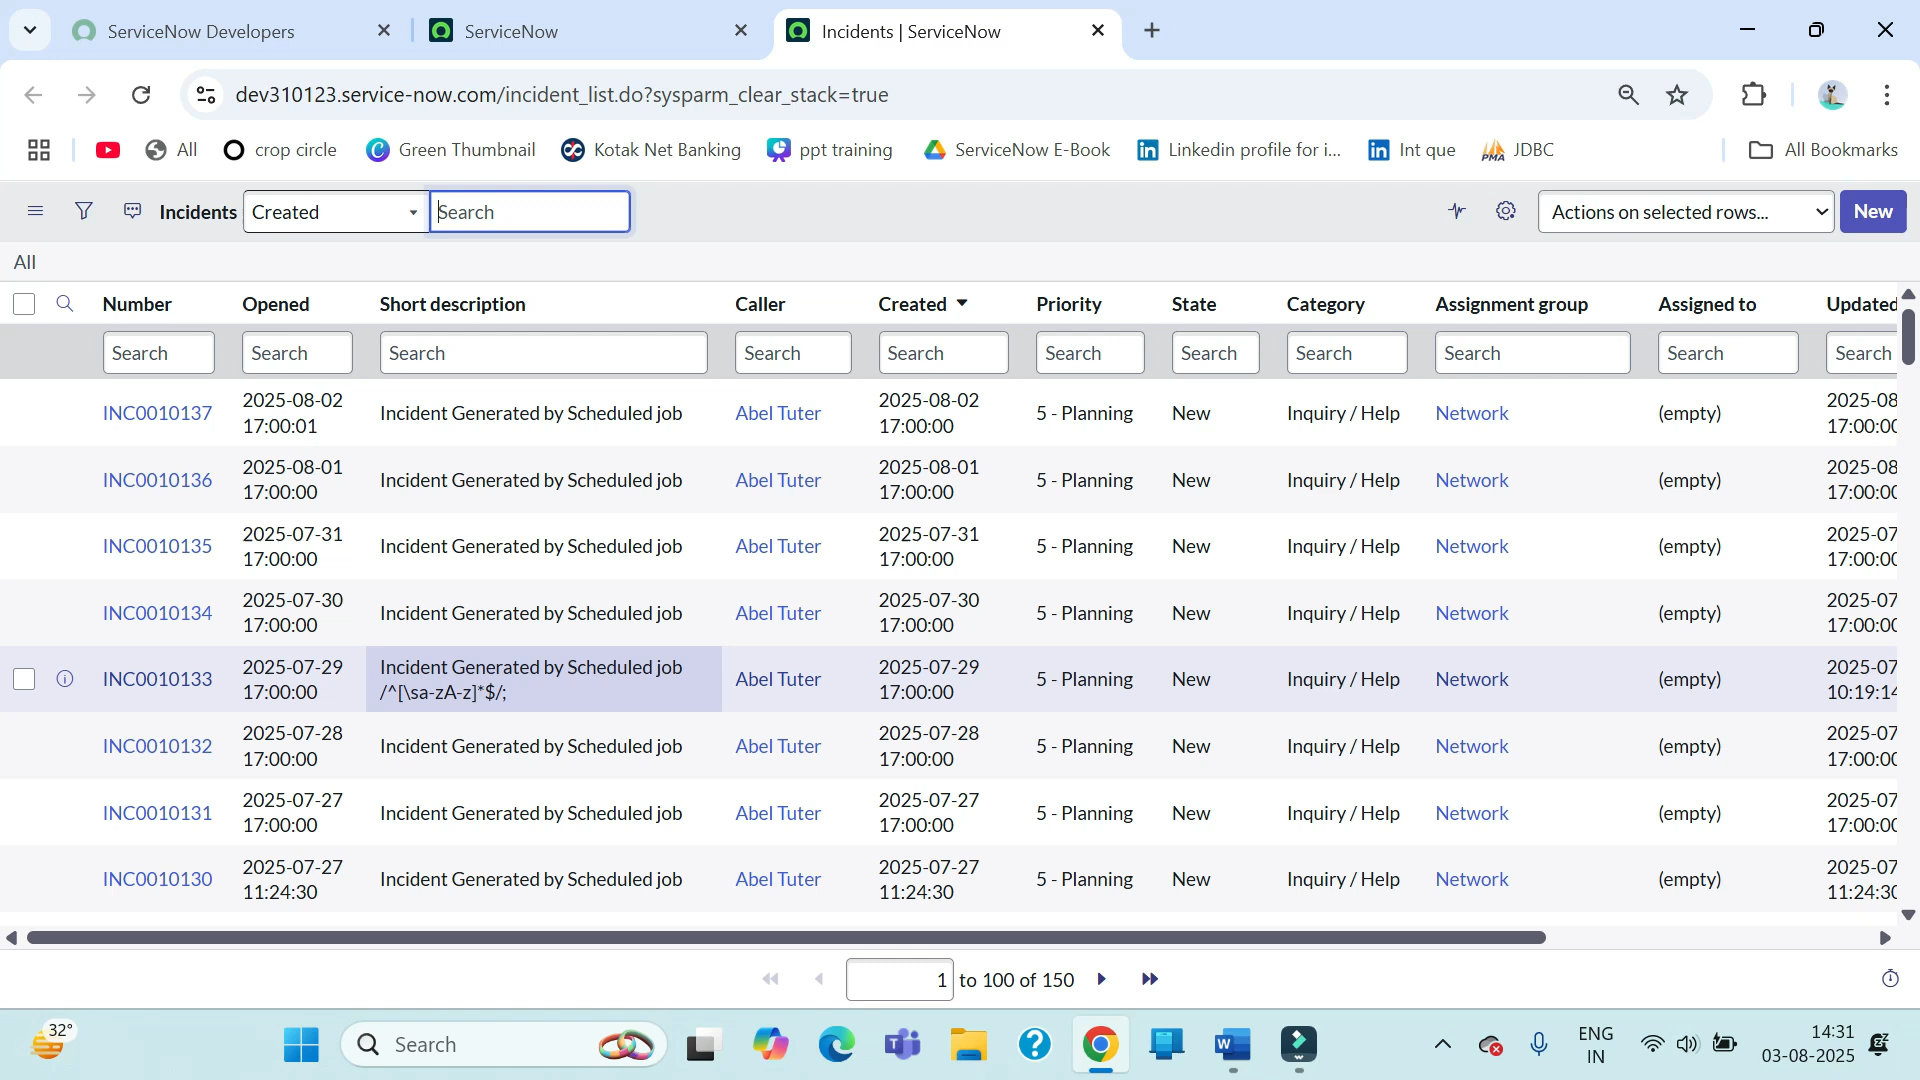 ServiceNow Developers
ServiceNow
Incidents | ServiceNow
dev310123.service-now.com/incident_list.do?sysparm_clear_stack=true
All
crop circle
Green Thumbnail
Kotak Net Banking
ppt training
ServiceNow E-Book
Linkedin profile for i...
Int que
PMA JDBC
All Bookmarks
Incidents
Created
Search
Actions on selected rows...
New
All
Number Opened Short description Caller Created Priority State Category Assignment group Assigned to Updated
Search Search Search Search Search Search Search Search Search Search Search
INC0010137 2025-08-02 17:00:01 Incident Generated by Scheduled job Abel Tuter 2025-08-02 17:00:00 5 - Planning New Inquiry / Help Network (empty) 2025-08 17:00:00
INC0010136 2025-08-01 17:00:00 Incident Generated by Scheduled job Abel Tuter 2025-08-01 17:00:00 5 - Planning New Inquiry / Help Network (empty) 2025-08 17:00:00
INC0010135 2025-07-31 17:00:00 Incident Generated by Scheduled job Abel Tuter 2025-07-31 17:00:00 5 - Planning New Inquiry / Help Network (empty) 2025-07 17:00:00
INC0010134 2025-07-30 17:00:00 Incident Generated by Scheduled job Abel Tuter 2025-07-30 17:00:00 5 - Planning New Inquiry / Help Network (empty) 2025-07 17:00:00
INC0010133 2025-07-29 17:00:00 Incident Generated by Scheduled job /^[\sa-zA-z]*$/; Abel Tuter 2025-07-29 17:00:00 5 - Planning New Inquiry / Help Network (empty) 2025-07 10:19:14
INC0010132 2025-07-28 17:00:00 Incident Generated by Scheduled job Abel Tuter 2025-07-28 17:00:00 5 - Planning New Inquiry / Help Network (empty) 2025-07 17:00:00
INC0010131 2025-07-27 17:00:00 Incident Generated by Scheduled job Abel Tuter 2025-07-27 17:00:00 5 - Planning New Inquiry / Help Network (empty) 2025-07 17:00:00
INC0010130 2025-07-27 11:24:30 Incident Generated by Scheduled job Abel Tuter 2025-07-27 11:24:30 5 - Planning New Inquiry / Help Network (empty) 2025-07 11:24:30
1 to 100 of 150
32°
Search
ENG
IN
14:31
03-08-2025